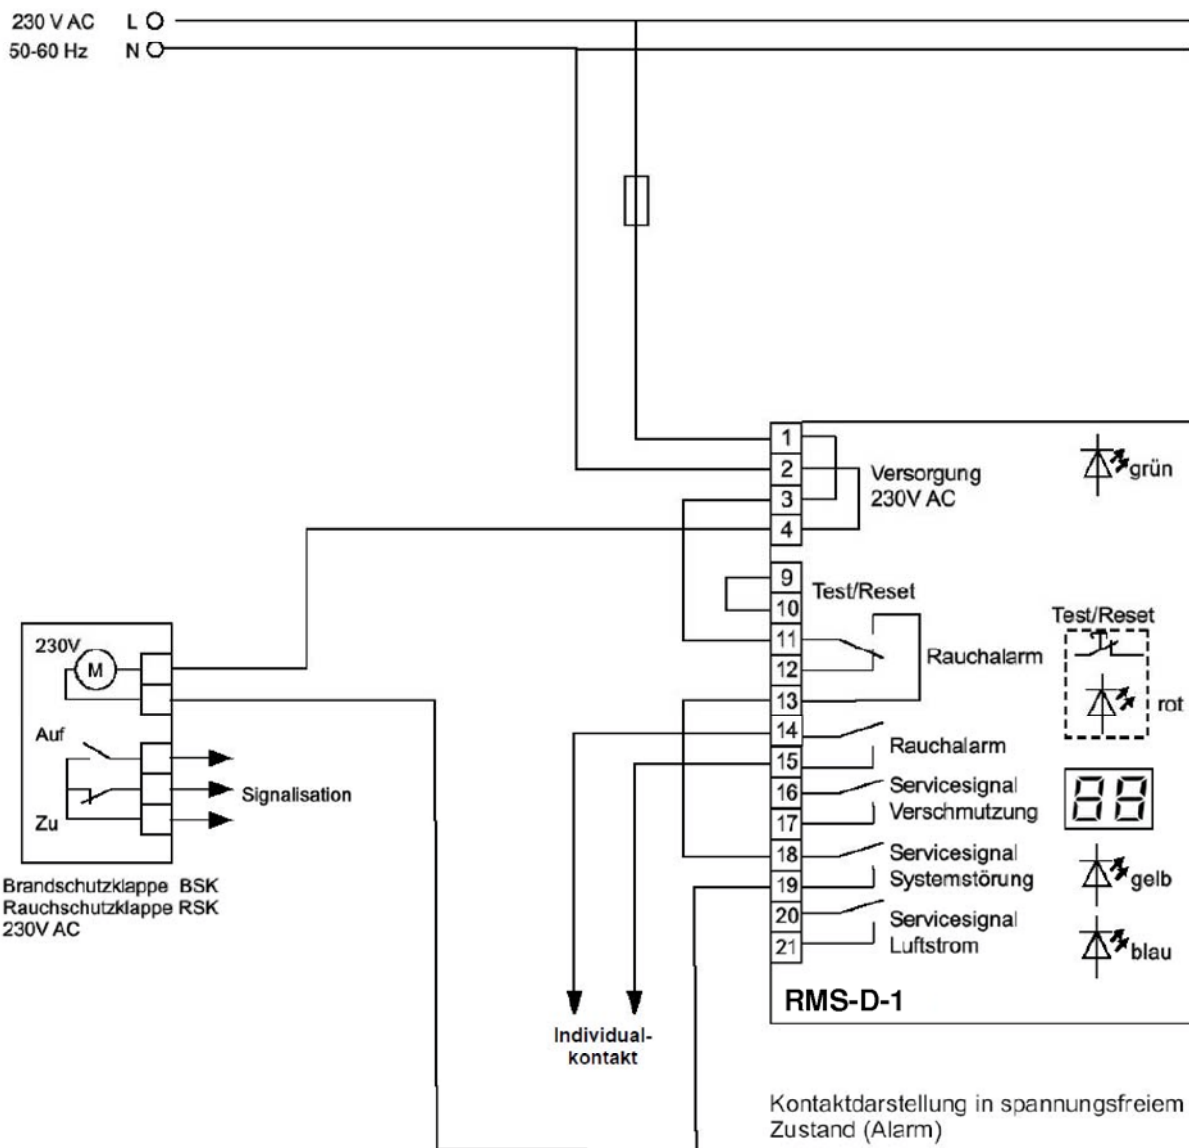 230 V AC L
50-60 Hz N
1
2
3
4
Versorgung
230V AC
grün
9
10
Test/Reset
11
12
13
Rauchalarm
Test/Reset
rot
14
15
Rauchalarm
16
17
Servicesignal
Verschmutzung
88
18
19
Servicesignal
Systemstörung
gelb
20
21
Servicesignal
Luftstrom
blau
RMS-D-1
230V
M
Auf
Zu
Signalisation
Brandschutzklappe BSK
Rauchschutzklappe RSK
230V AC
Individual-
kontakt
Kontaktdarstellung in spannungsfreiem
Zustand (Alarm)